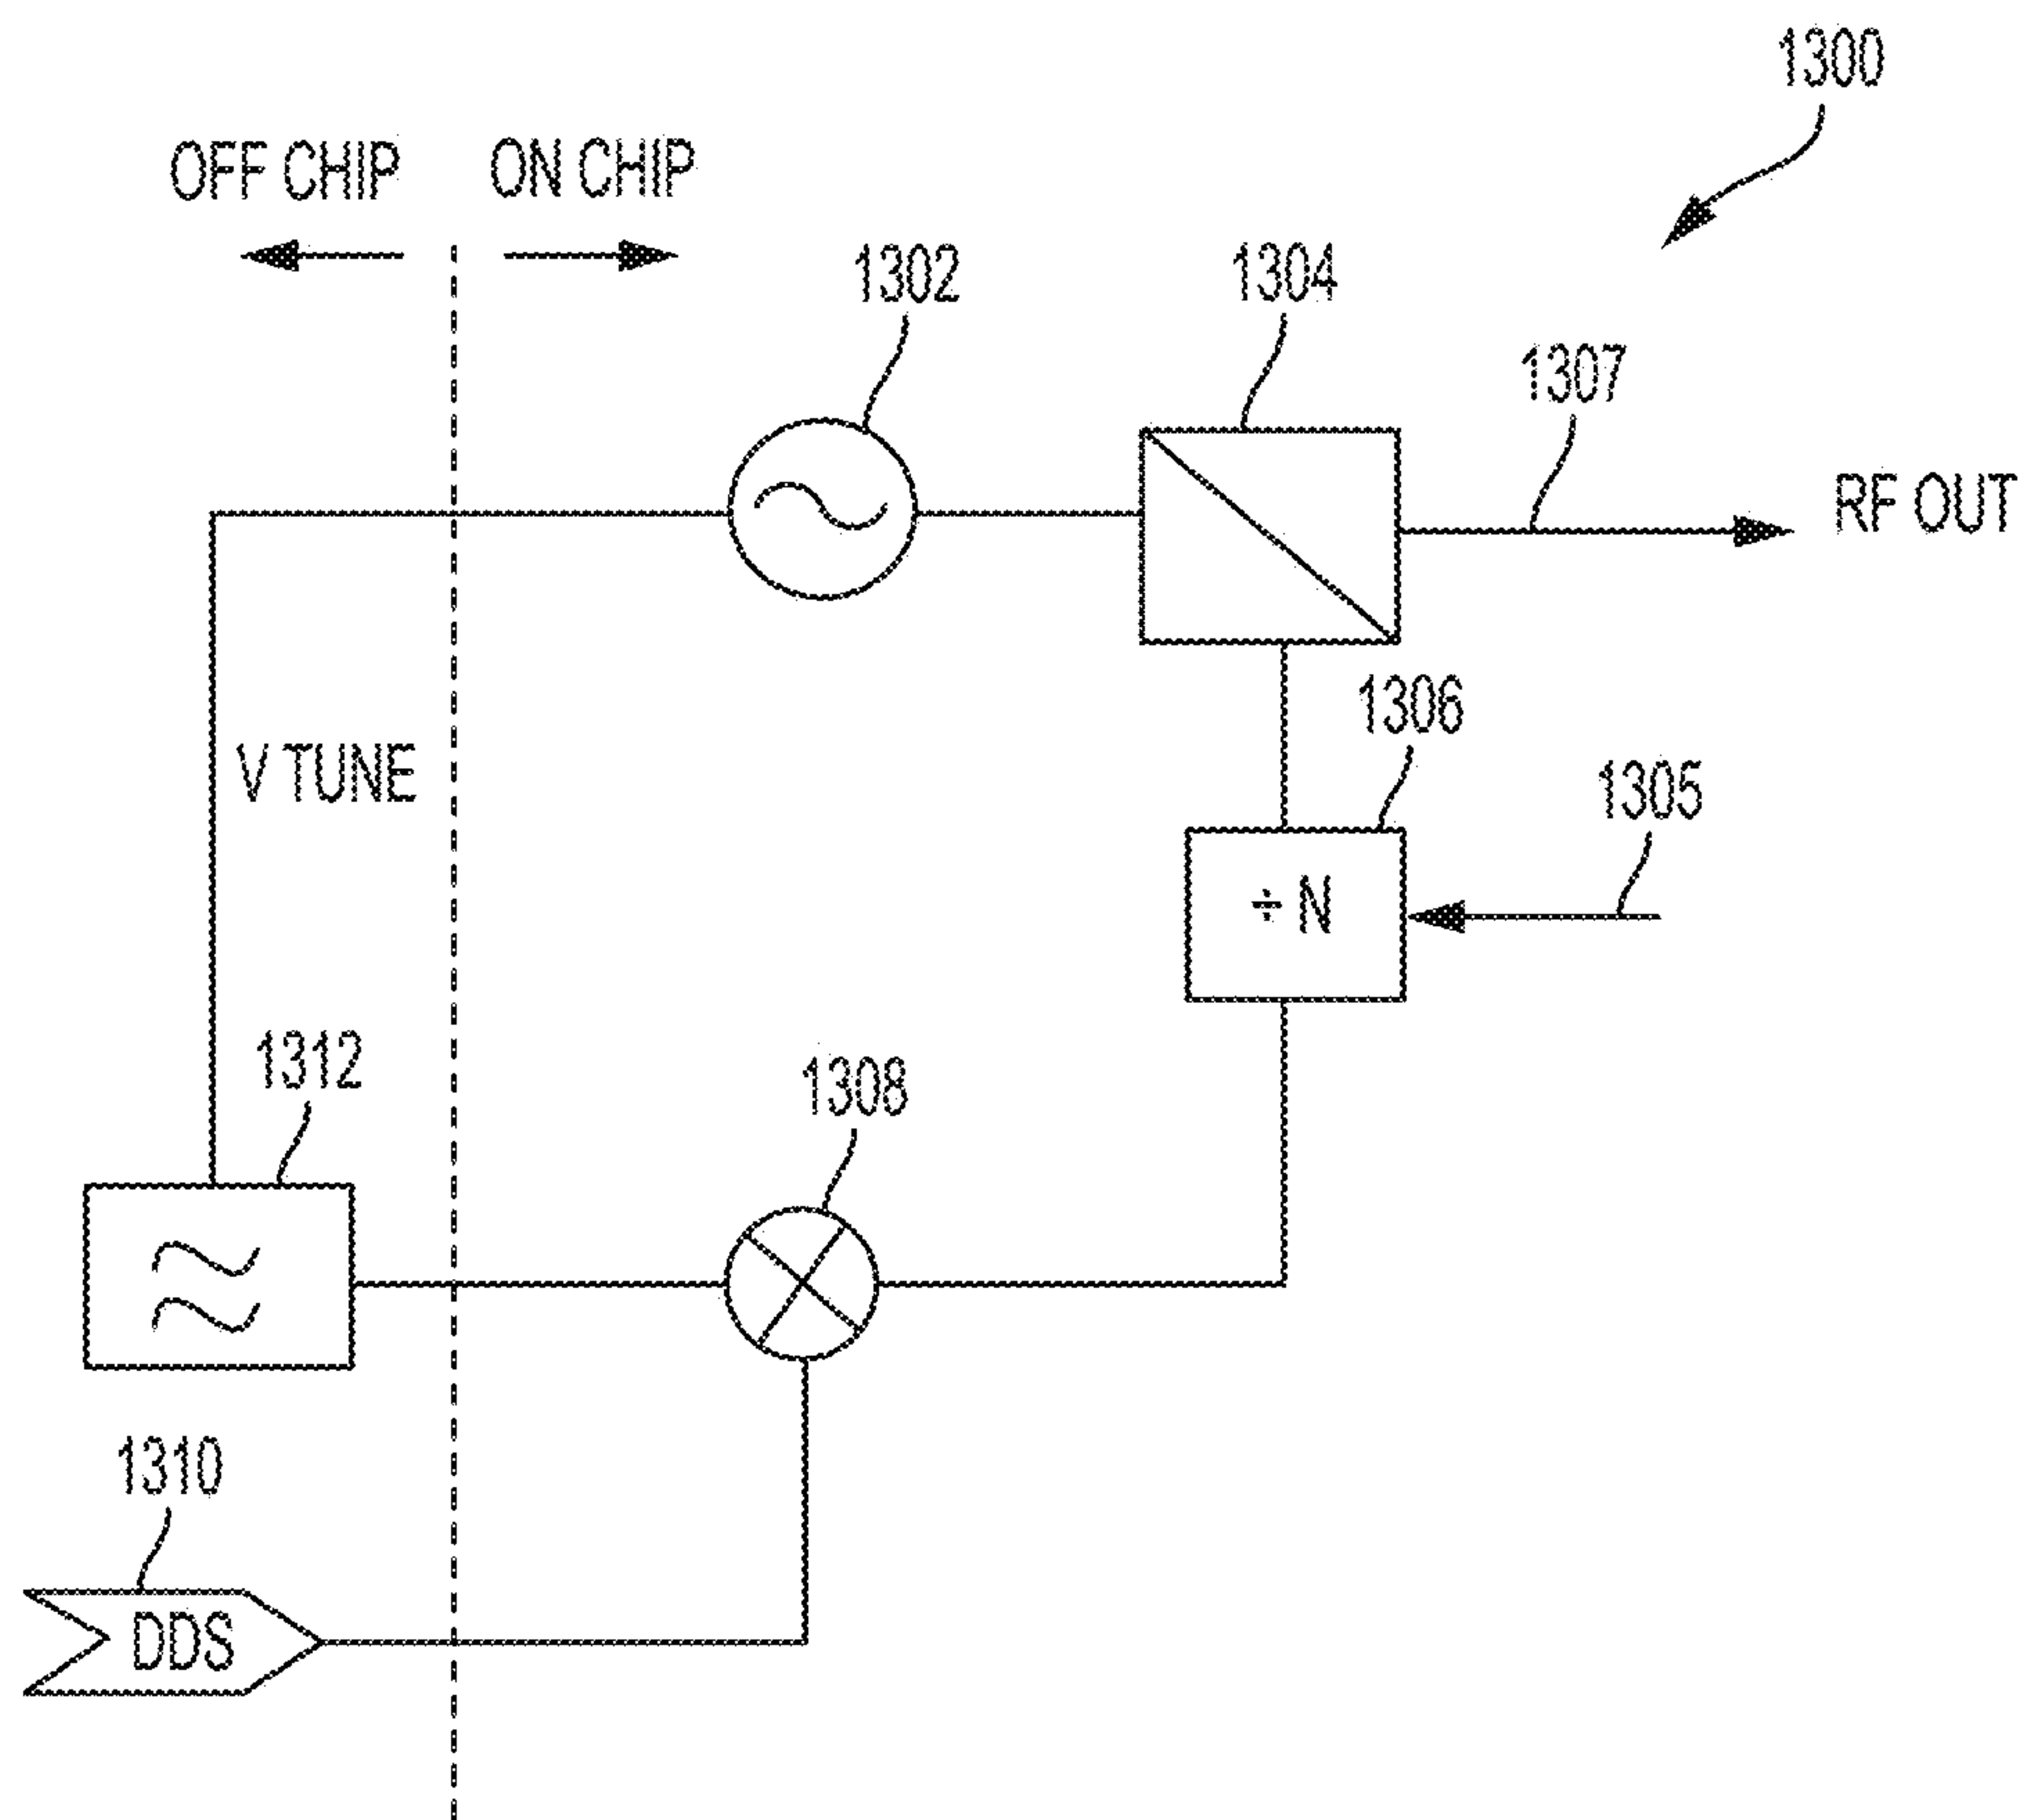 1300
OFF CHIP
ON CHIP
1302
1304
1307
RF OUT
1306
V TUNE
1305
÷ N
1312
1308
1310
DDS